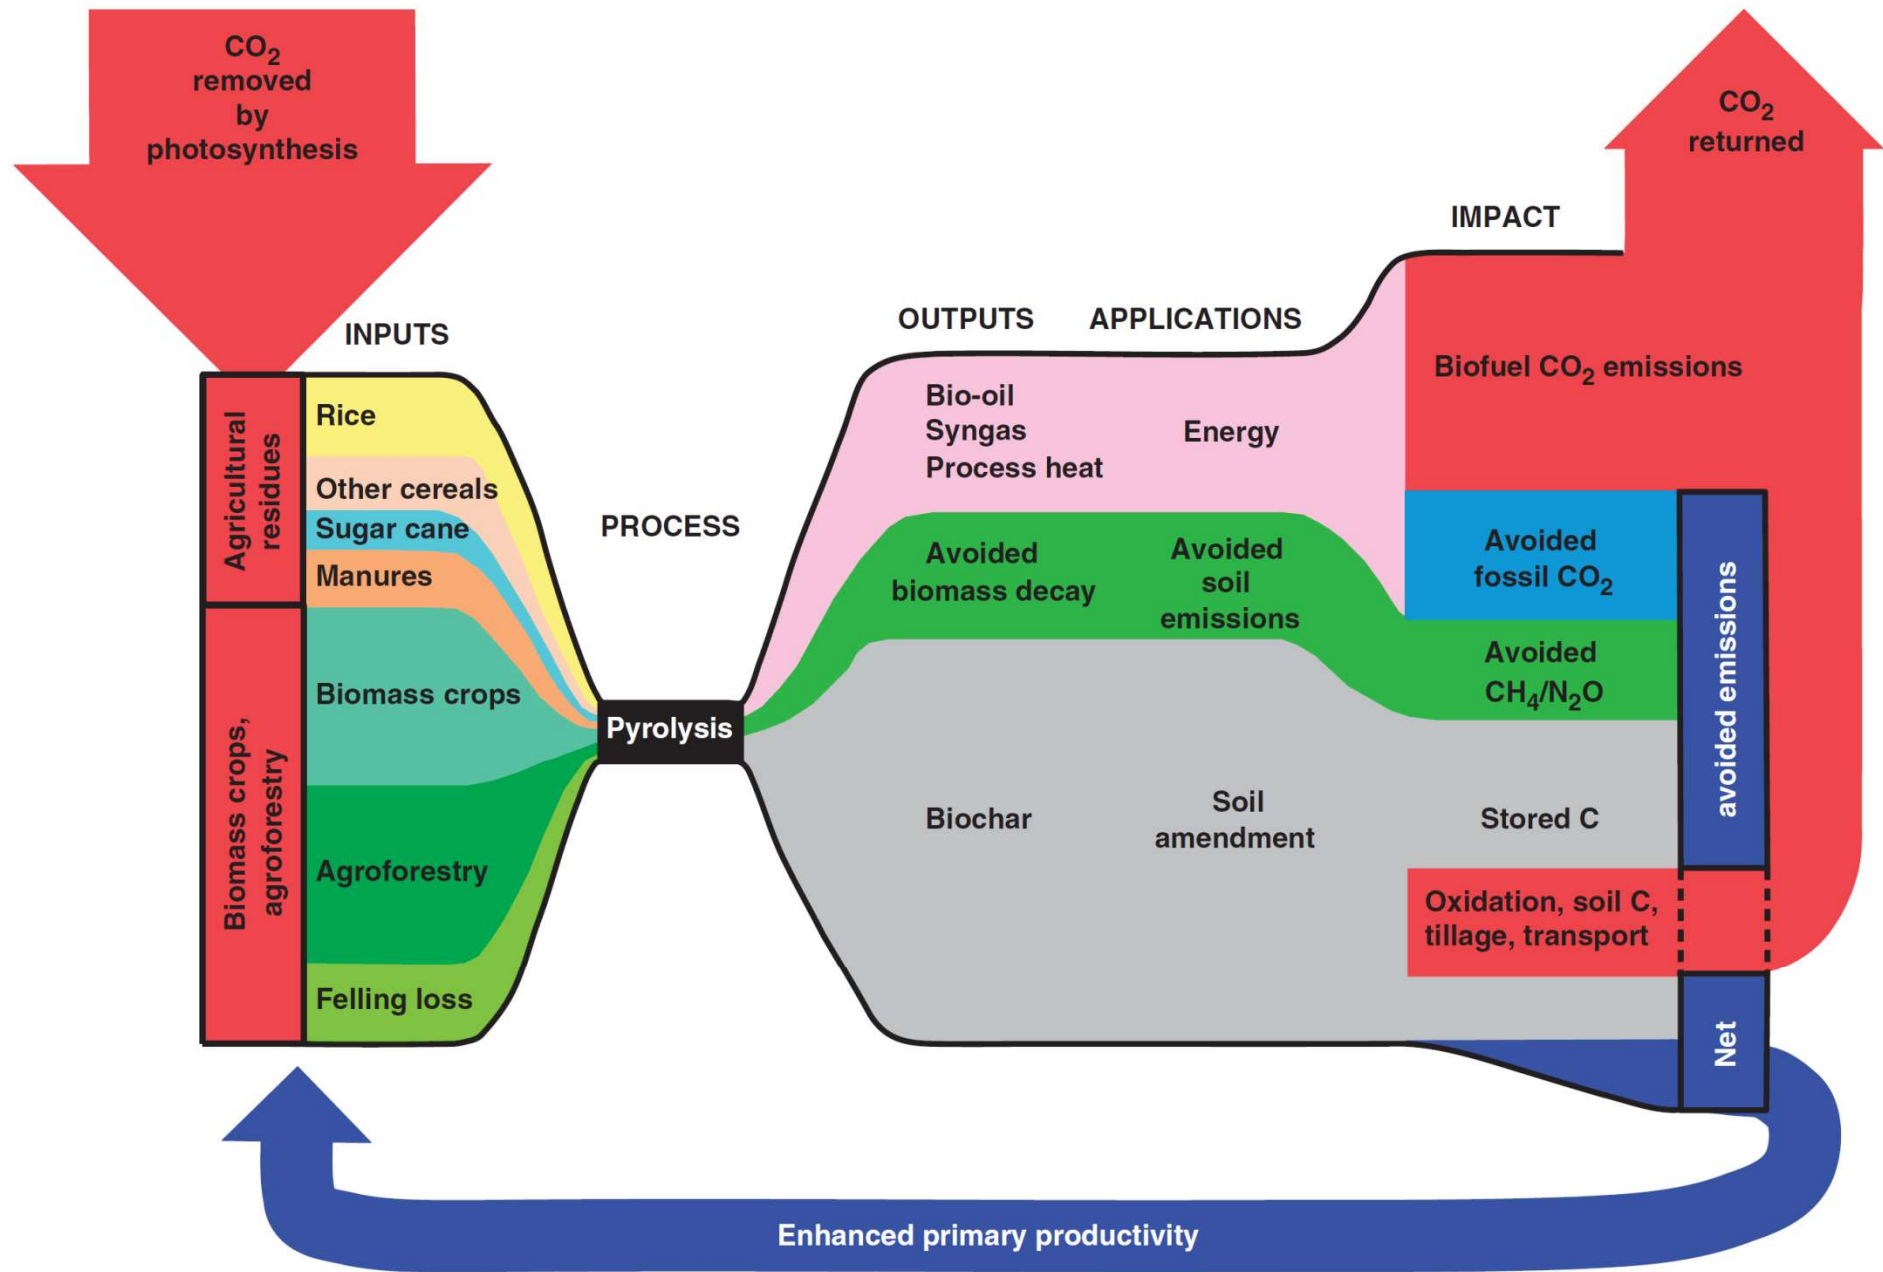 CO₂
removed
by
photosynthesis
CO₂
returned
INPUTS
PROCESS
OUTPUTS
APPLICATIONS
IMPACT
Agricultural
residues
Biomass crops,
agroforestry
Rice
Other cereals
Sugar cane
Manures
Biomass crops
Agroforestry
Felling loss
Pyrolysis
Bio-oil
Syngas
Process heat
Energy
Avoided
biomass decay
Avoided
soil
emissions
Biochar
Soil
amendment
Biofuel CO₂ emissions
Avoided
fossil CO₂
Avoided
CH₄/N₂O
Stored C
Oxidation, soil C,
tillage, transport
avoided emissions
Net
Enhanced primary productivity